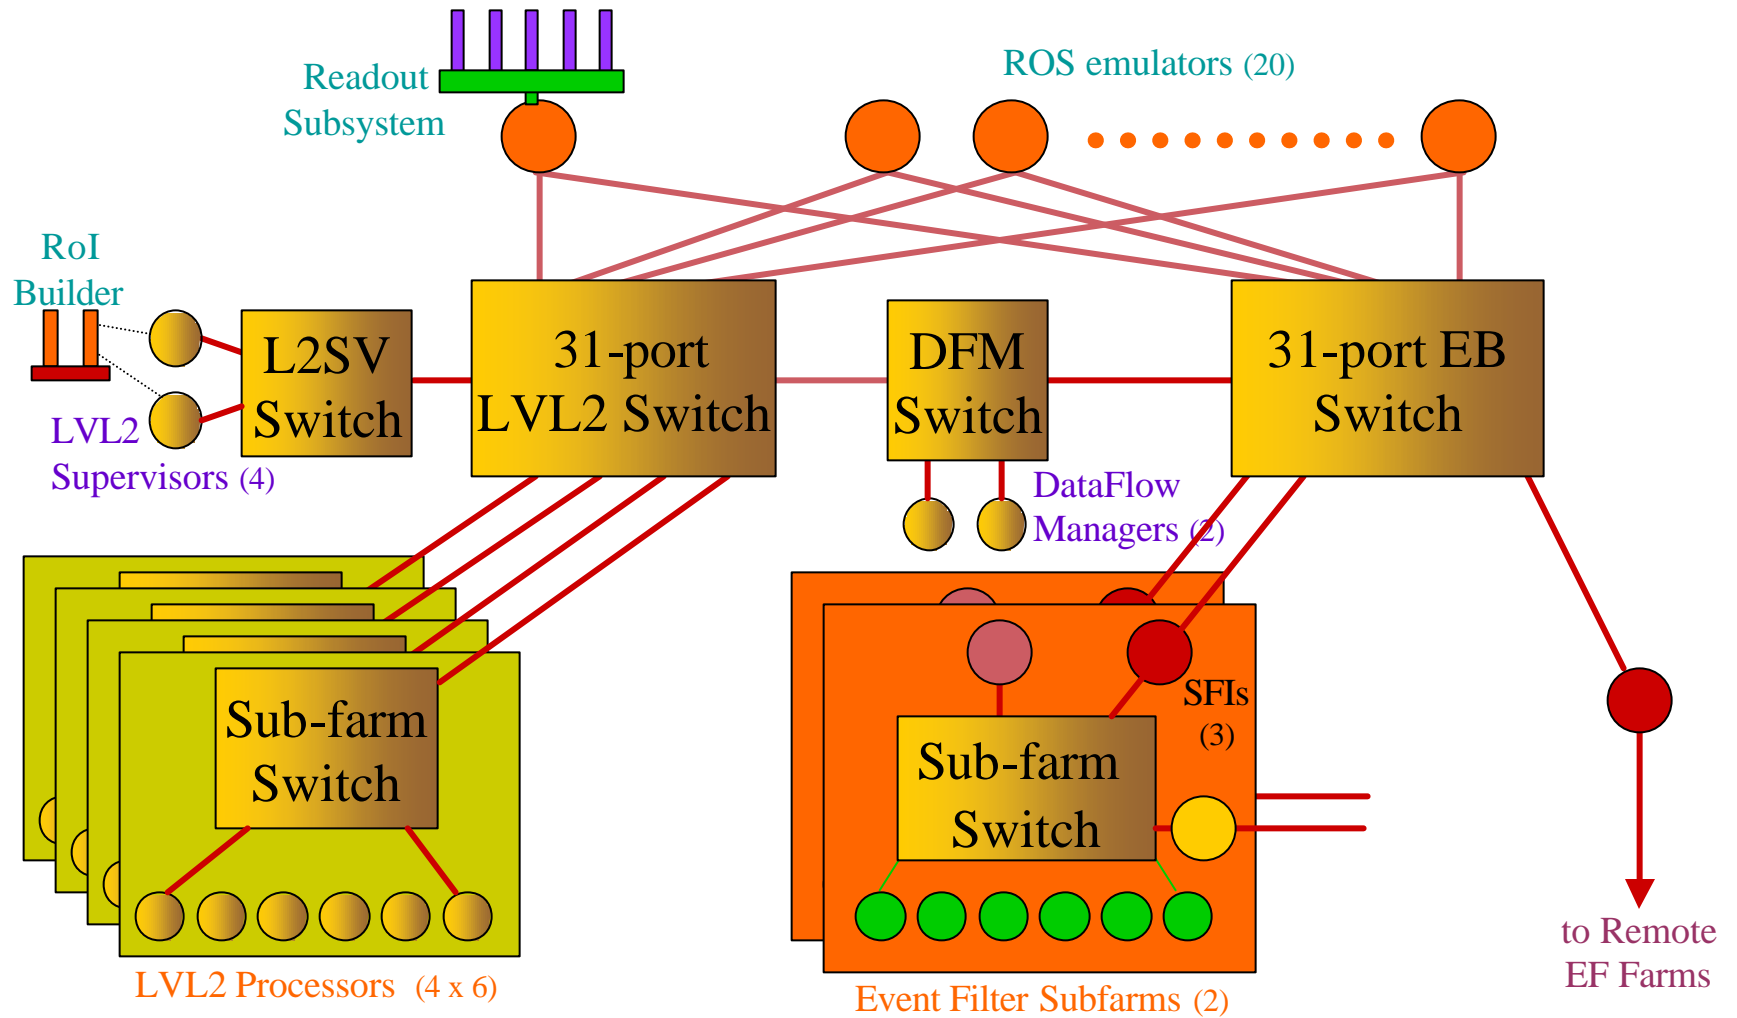 Readout
Subsystem
ROS emulators (20)
RoI
Builder
L2SV
Switch
31-port
LVL2 Switch
DFM
Switch
31-port EB
Switch
LVL2
Supervisors (4)
DataFlow
Managers (2)
Sub-farm
Switch
SFIs
(3)
Sub-farm
Switch
LVL2 Processors (4 x 6)
Event Filter Subfarms (2)
to Remote
EF Farms